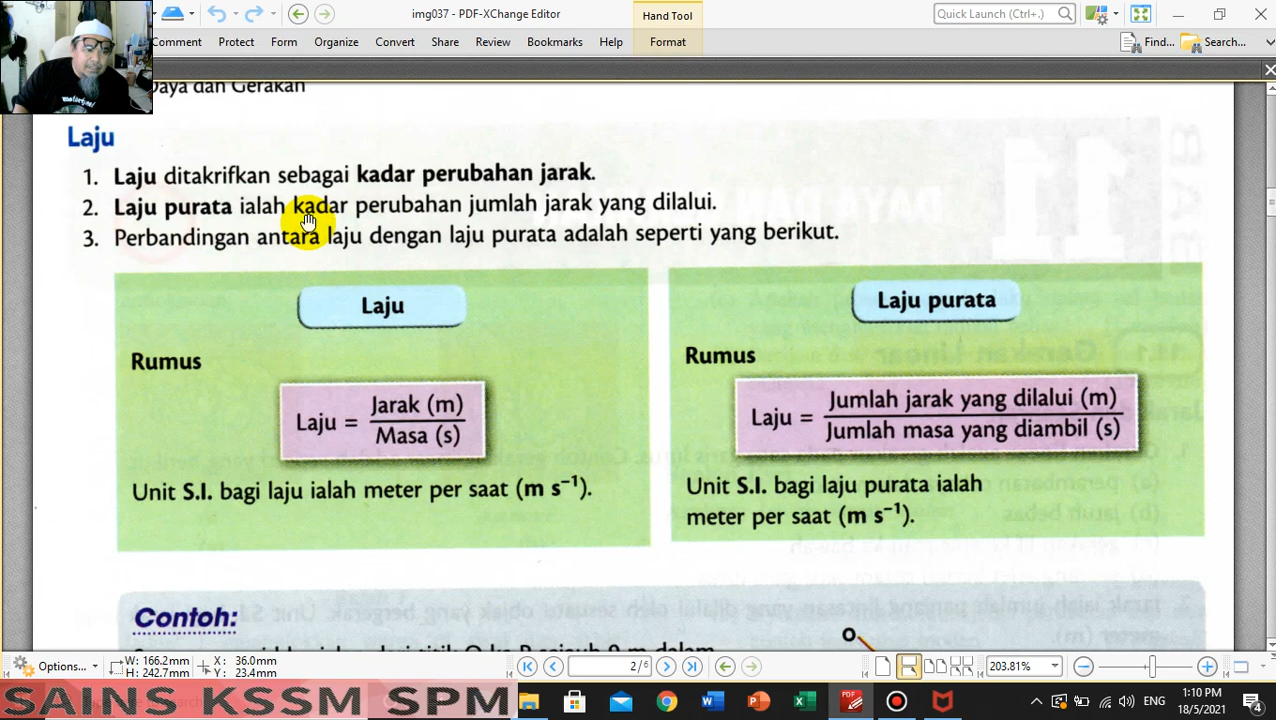 img037 - PDF-XChange Editor
Hand Tool
Quick Launch (Ctrl+.)
Comment Protect Form Organize Convert Share Review Bookmarks Help Format
Find... Search...
Daya dan Gerakan
Laju
1. Laju ditakrifkan sebagai kadar perubahan jarak.
2. Laju purata ialah kadar perubahan jumlah jarak yang dilalui.
3. Perbandingan antara laju dengan laju purata adalah seperti yang berikut.
Laju
Rumus
Laju = Jarak (m)
Masa (s)
Unit S.I. bagi laju ialah meter per saat (m s⁻¹).
Laju purata
Rumus
Laju = Jumlah jarak yang dilalui (m)
Jumlah masa yang diambil (s)
Unit S.I. bagi laju purata ialah
meter per saat (m s⁻¹).
Contoh:
O
Options...
W: 166.2mm
H: 242.7mm
X: 36.0mm
Y: 23.4mm
2/6
203.81%
SAINS KSSM SPM
ENG
1:10 PM
18/5/2021
4